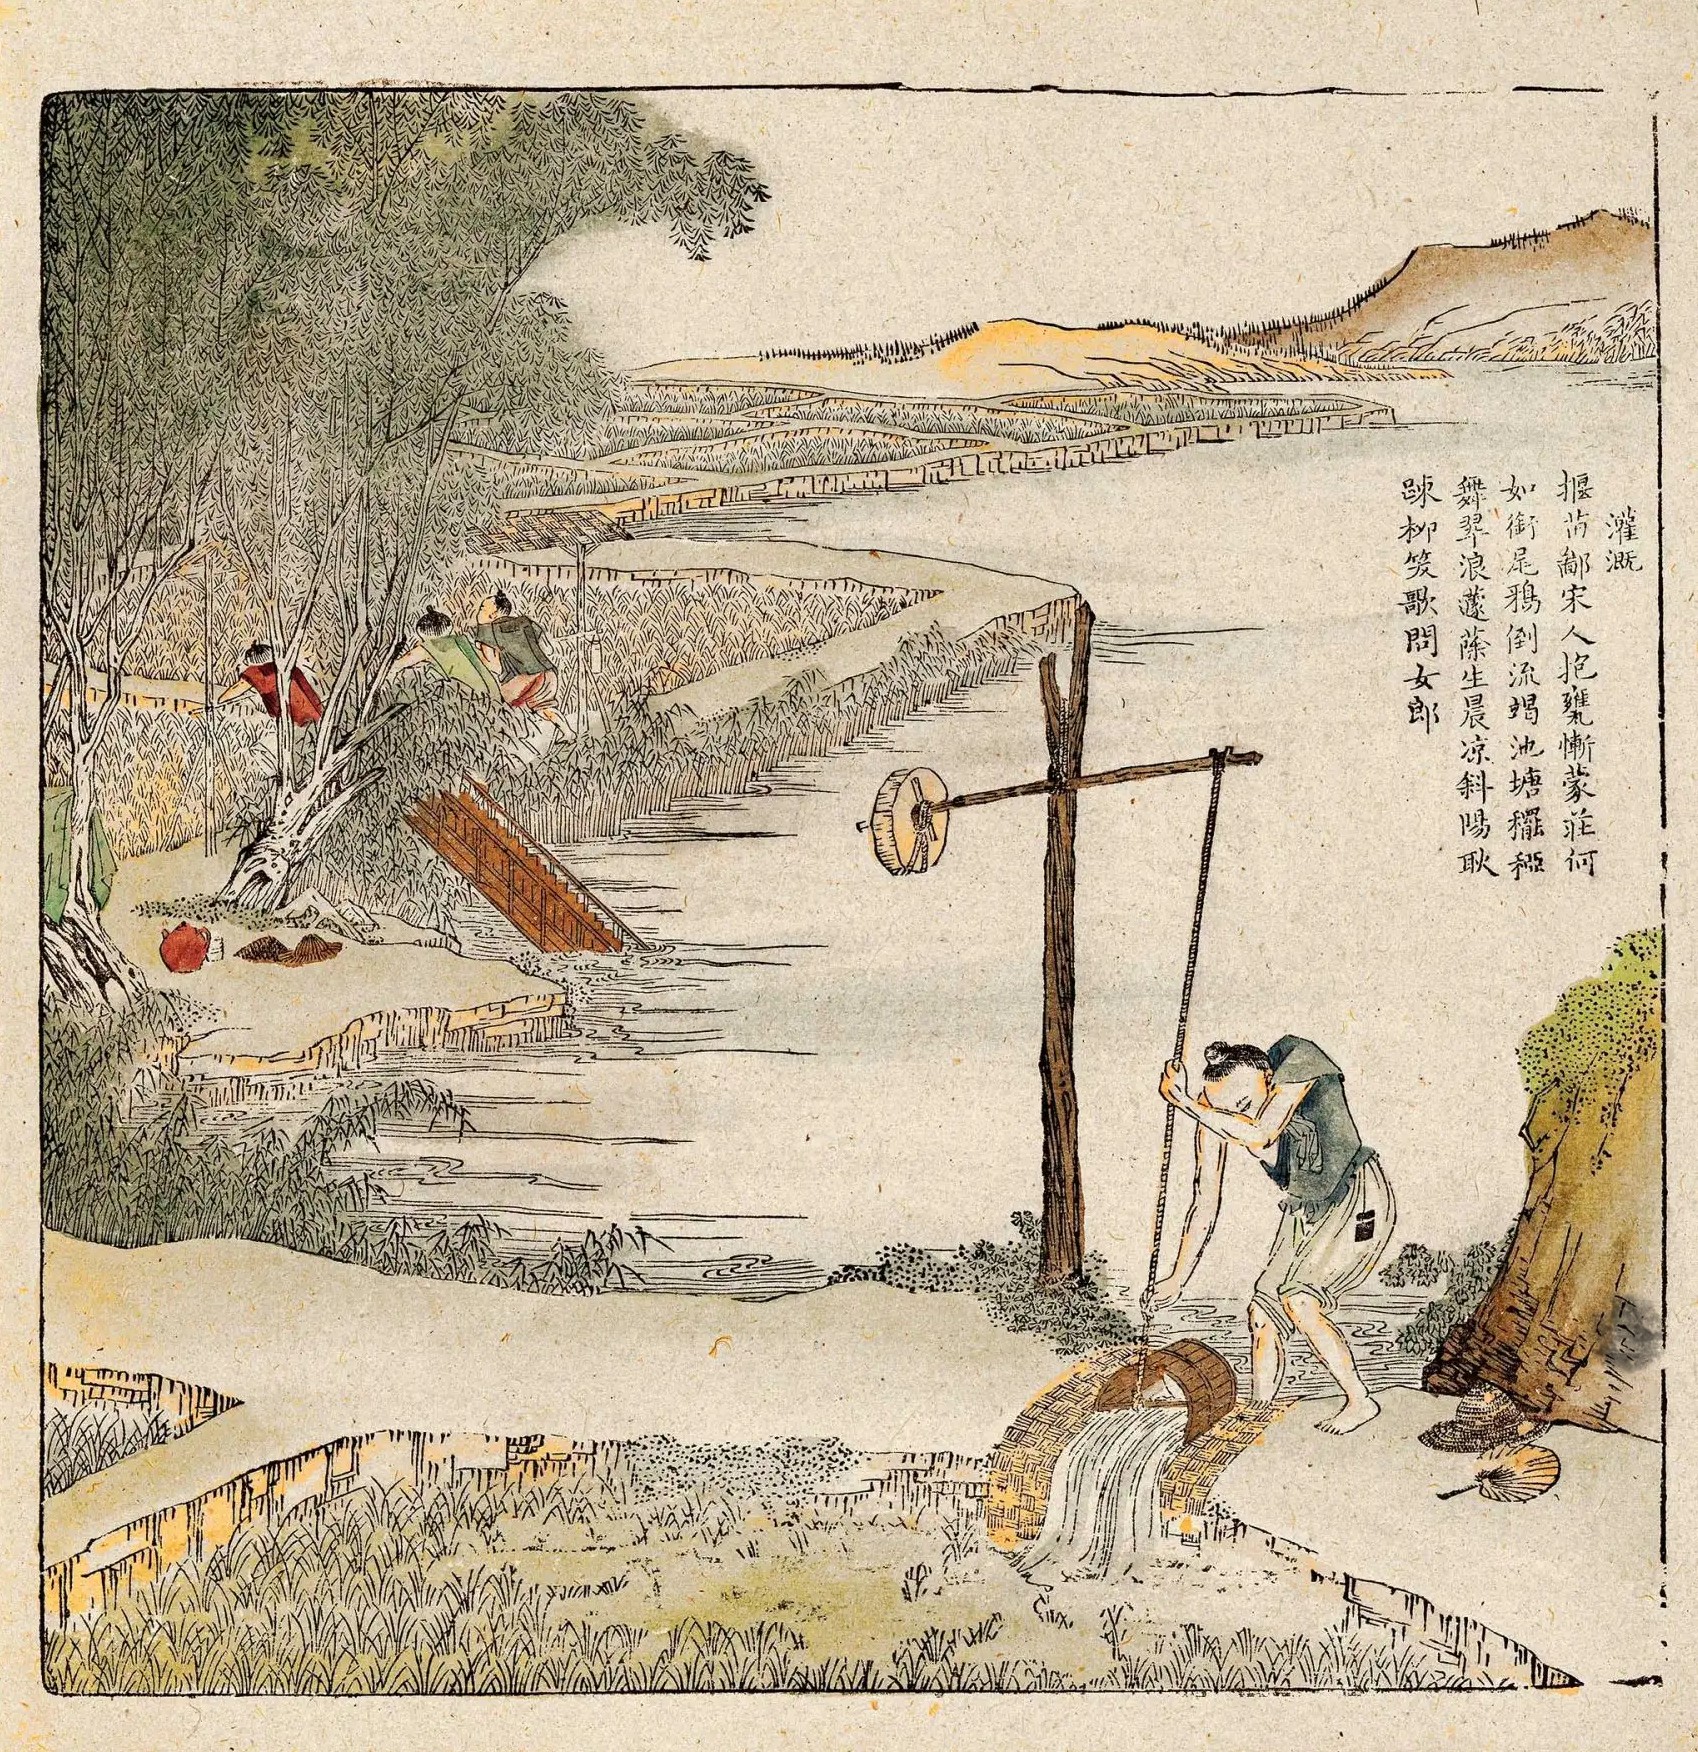 灌溉
揠苗鄙宋人抱甕慚蒙莊何
如銜尾鴉倒流竭池塘穲稏
舞翠浪蘧蒢生晨凉斜陽耿
踈柳笑歌問女郎